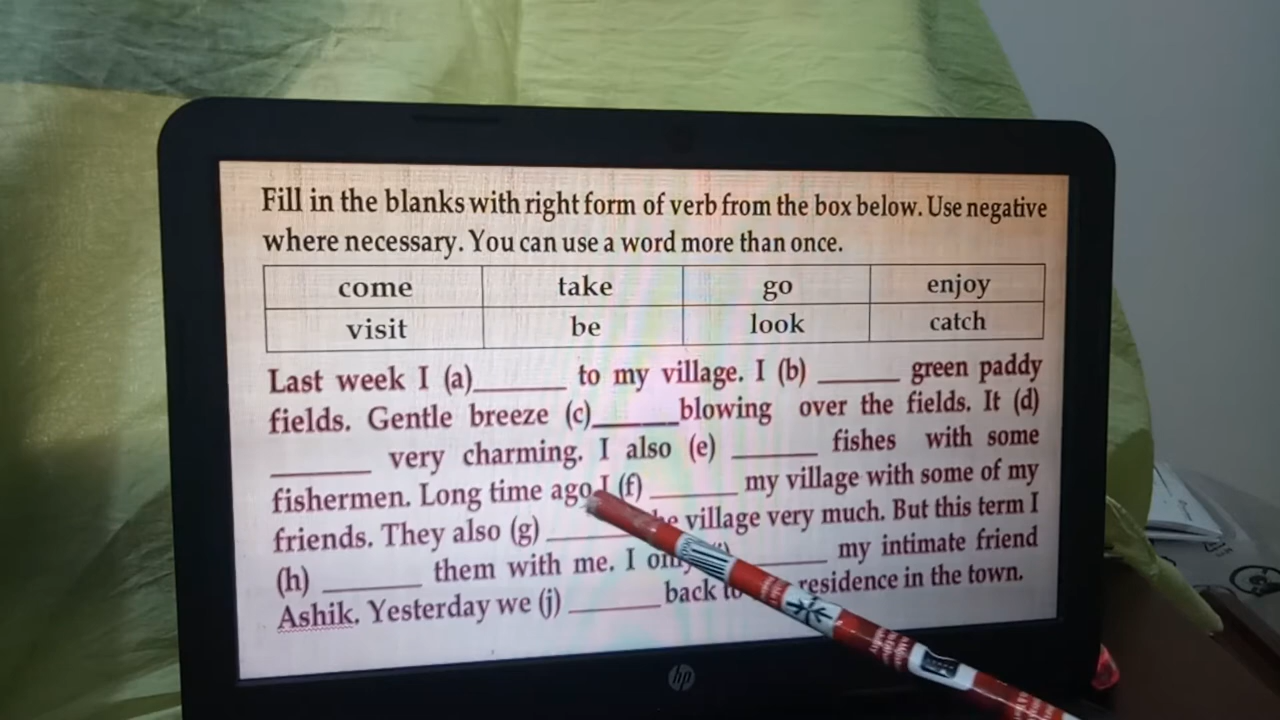 Fill in the blanks with right form of verb from the box below. Use negative
where necessary. You can use a word more than once.
come take go enjoy
visit be look catch
Last week I (a)______ to my village. I (b) ______ green paddy
fields. Gentle breeze (c)______blowing over the fields. It (d)
______ very charming. I also (e) ______ fishes with some
fishermen. Long time ago I (f) ______ my village with some of my
friends. They also (g) ______ village very much. But this term I
(h) ______ them with me. I ______ my intimate friend
Ashik. Yesterday we (j) ______ back to residence in the town.
hp